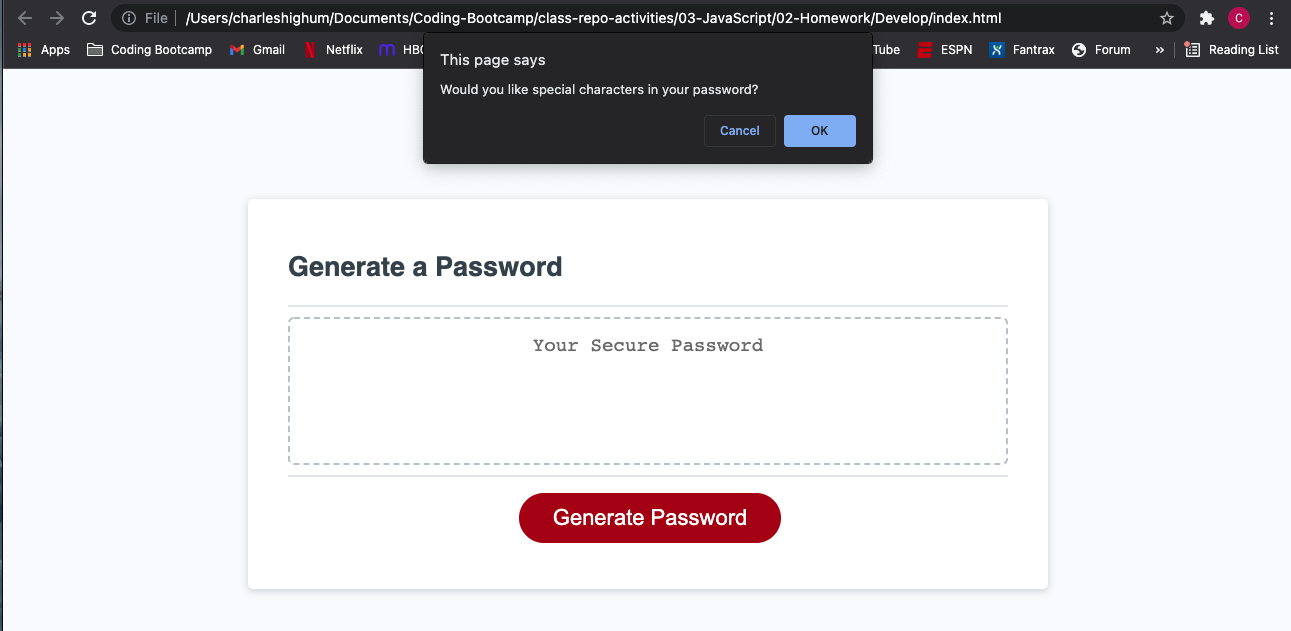 File /Users/charleshighum/Documents/Coding-Bootcamp/class-repo-activities/03-JavaScript/02-Homework/Develop/index.html C
Apps Coding Bootcamp Gmail Netflix HBO Tube ESPN Fantrax Forum » Reading List
This page says
Would you like special characters in your password?
Cancel OK
Generate a Password
Your Secure Password
Generate Password